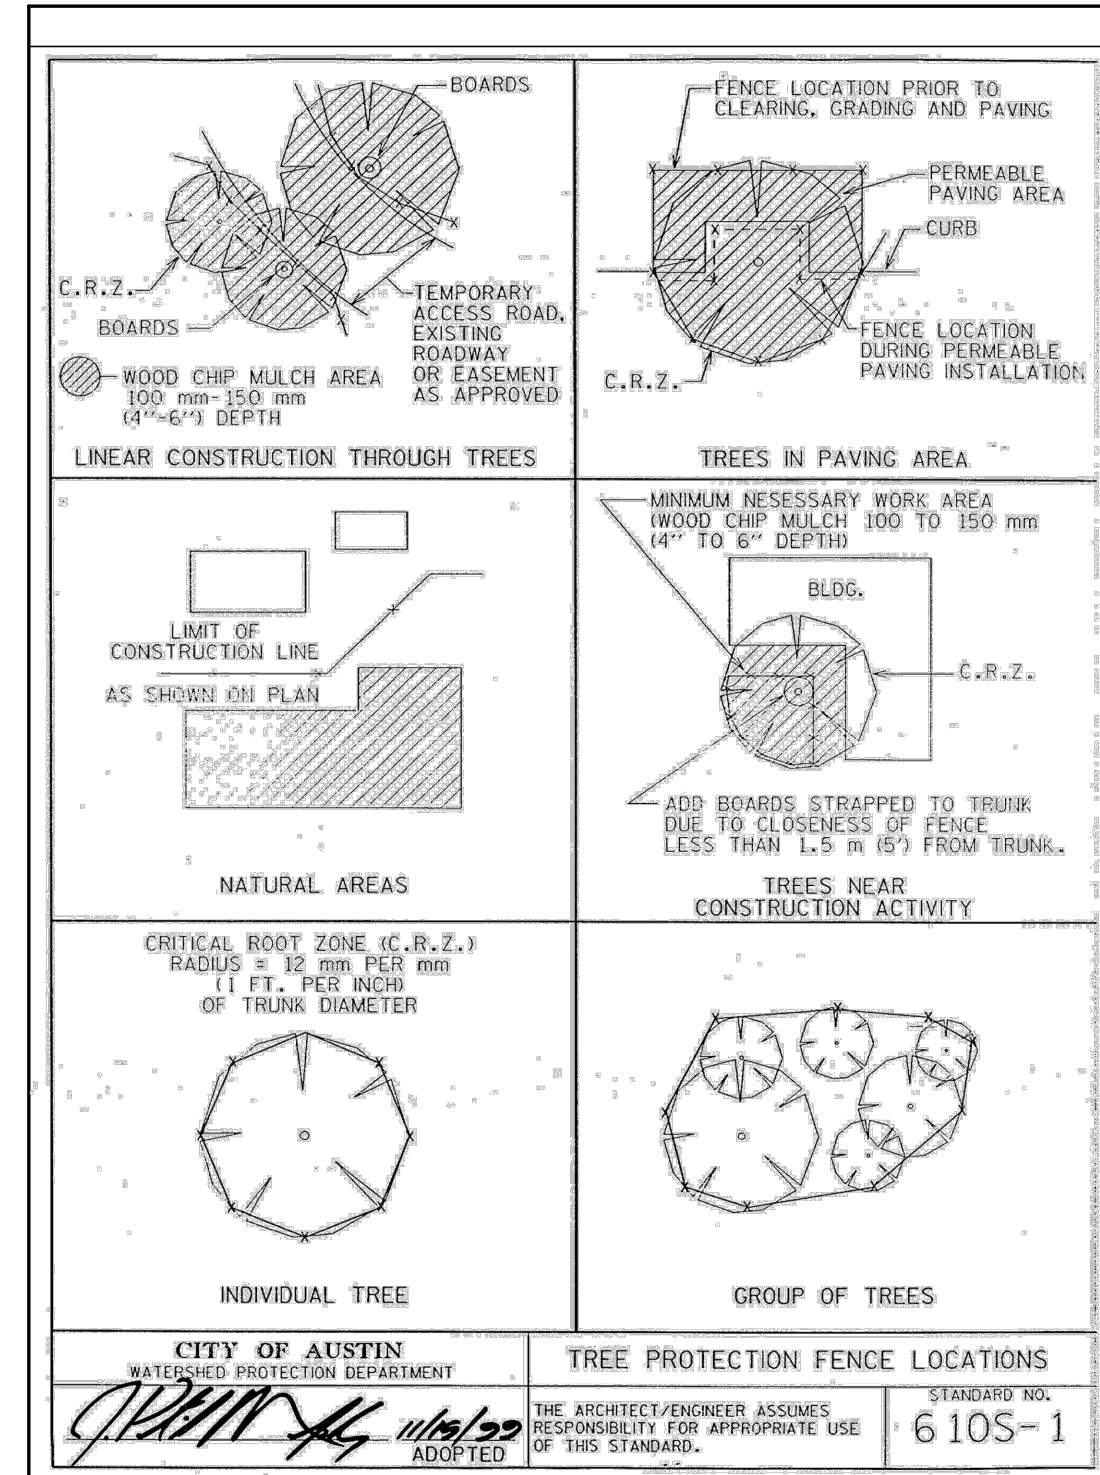 BOARDS
C.R.Z.
BOARDS
TEMPORARY
ACCESS ROAD,
EXISTING
ROADWAY
OR EASEMENT
AS APPROVED
WOOD CHIP MULCH AREA
100 mm-150 mm
(4''-6'') DEPTH
LINEAR CONSTRUCTION THROUGH TREES
FENCE LOCATION PRIOR TO
CLEARING, GRADING AND PAVING
PERMEABLE
PAVING AREA
CURB
FENCE LOCATION
DURING PERMEABLE
PAVING INSTALLATION
C.R.Z.
TREES IN PAVING AREA
LIMIT OF
CONSTRUCTION LINE
AS SHOWN ON PLAN
NATURAL AREAS
MINIMUM NESESSARY WORK AREA
(WOOD CHIP MULCH 100 TO 150 mm
(4'' TO 6'' DEPTH)
BLDG.
C.R.Z.
ADD BOARDS STRAPPED TO TRUNK
DUE TO CLOSENESS OF FENCE
LESS THAN 1.5 m (5') FROM TRUNK.
TREES NEAR
CONSTRUCTION ACTIVITY
CRITICAL ROOT ZONE (C.R.Z.)
RADIUS = 12 mm PER mm
(1 FT. PER INCH)
OF TRUNK DIAMETER
INDIVIDUAL TREE
GROUP OF TREES
CITY OF AUSTIN
WATERSHED PROTECTION DEPARTMENT
TREE PROTECTION FENCE LOCATIONS
11/15/99
ADOPTED
THE ARCHITECT/ENGINEER ASSUMES
RESPONSIBILITY FOR APPROPRIATE USE
OF THIS STANDARD.
STANDARD NO.
610S-1